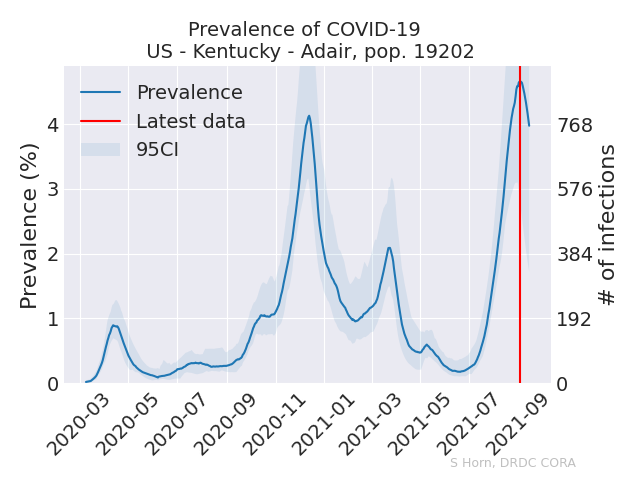 Prevalence of COVID-19
US - Kentucky - Adair, pop. 19202
Prevalence
Latest data
95CI
Prevalence (%)
4
3
2
1
0
768
576
384
192
0
# of infections
2020-03
2020-05
2020-07
2020-09
2020-11
2021-01
2021-03
2021-05
2021-07
2021-09
S Horn, DRDC CORA